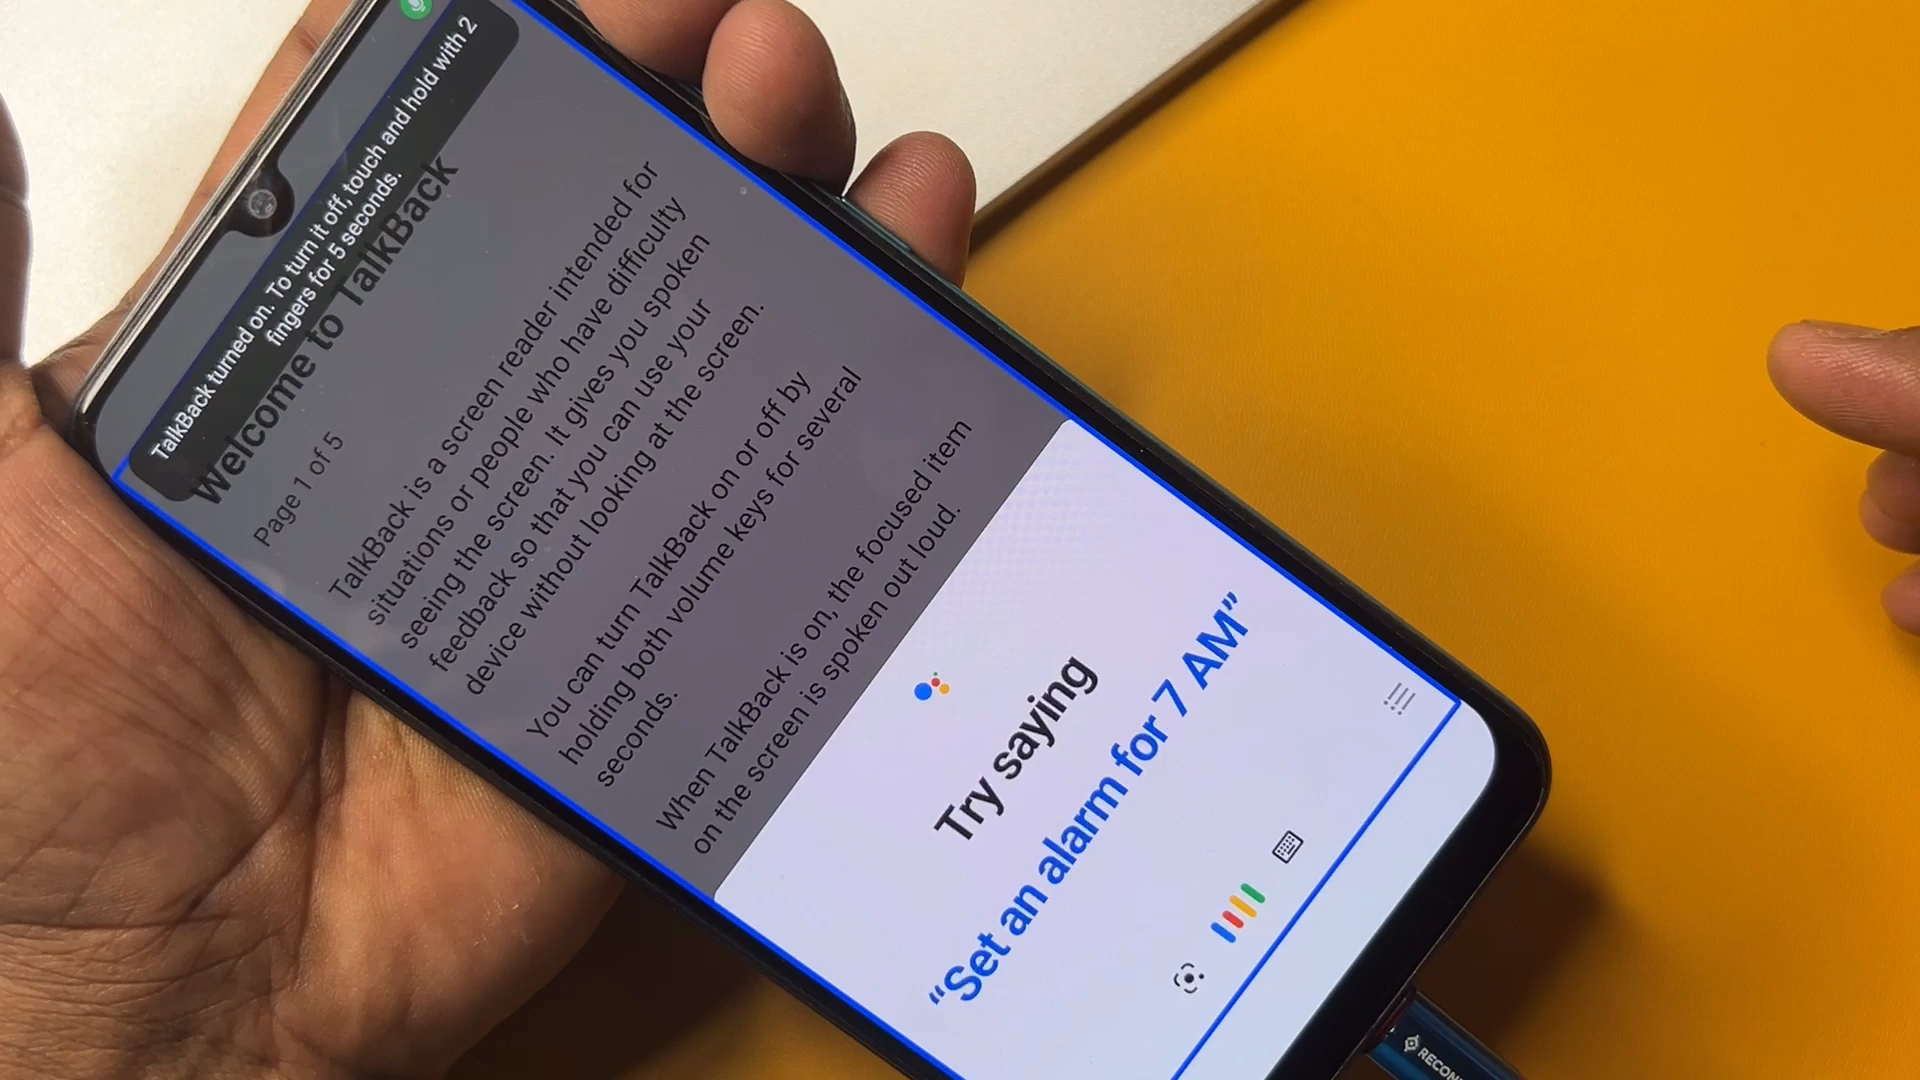 TalkBack turned on. To turn it off, touch and hold with 2
fingers for 5 seconds.
Welcome to TalkBack
Page 1 of 5
TalkBack is a screen reader intended for
situations or people who have difficulty
seeing the screen. It gives you spoken
feedback so that you can use your
device without looking at the screen.
You can turn TalkBack on or off by
holding both volume keys for several
seconds.
When TalkBack is on, the focused item
on the screen is spoken out loud.
Try saying
“Set an alarm for 7 AM”